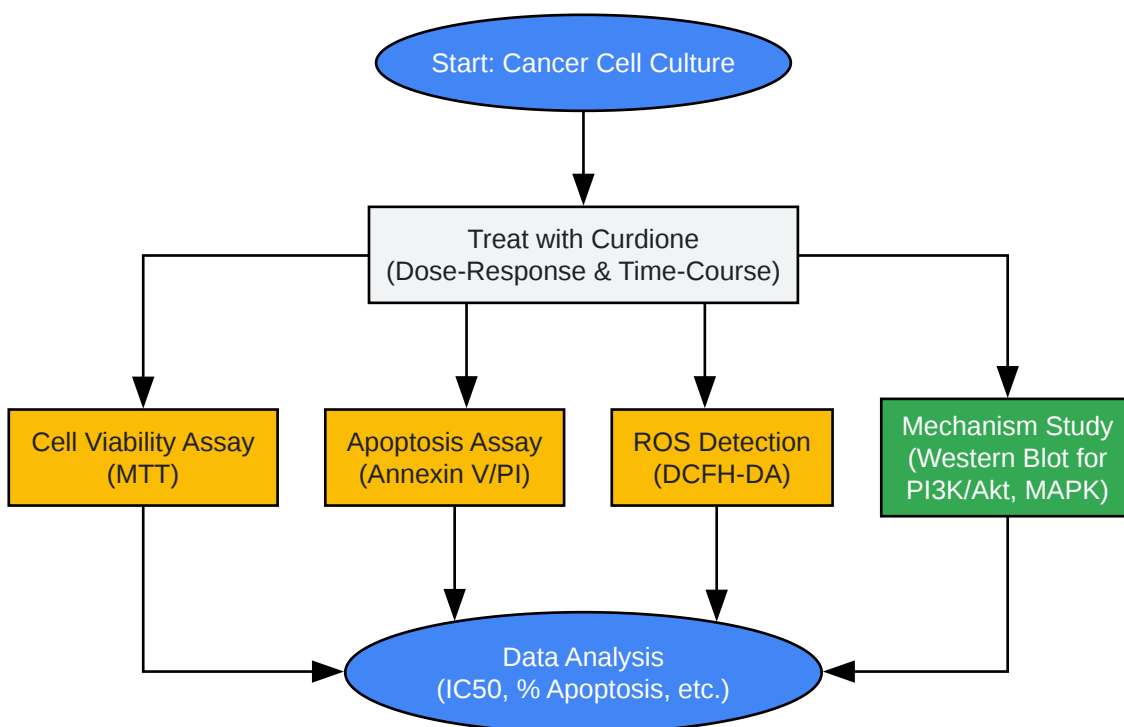 Start: Cancer Cell Culture
Treat with Curdione
(Dose-Response & Time-Course)
Cell Viability Assay
(MTT)
Apoptosis Assay
(Annexin V/PI)
ROS Detection
(DCFH-DA)
Mechanism Study
(Western Blot for
PI3K/Akt, MAPK)
Data Analysis
(IC50, % Apoptosis, etc.)